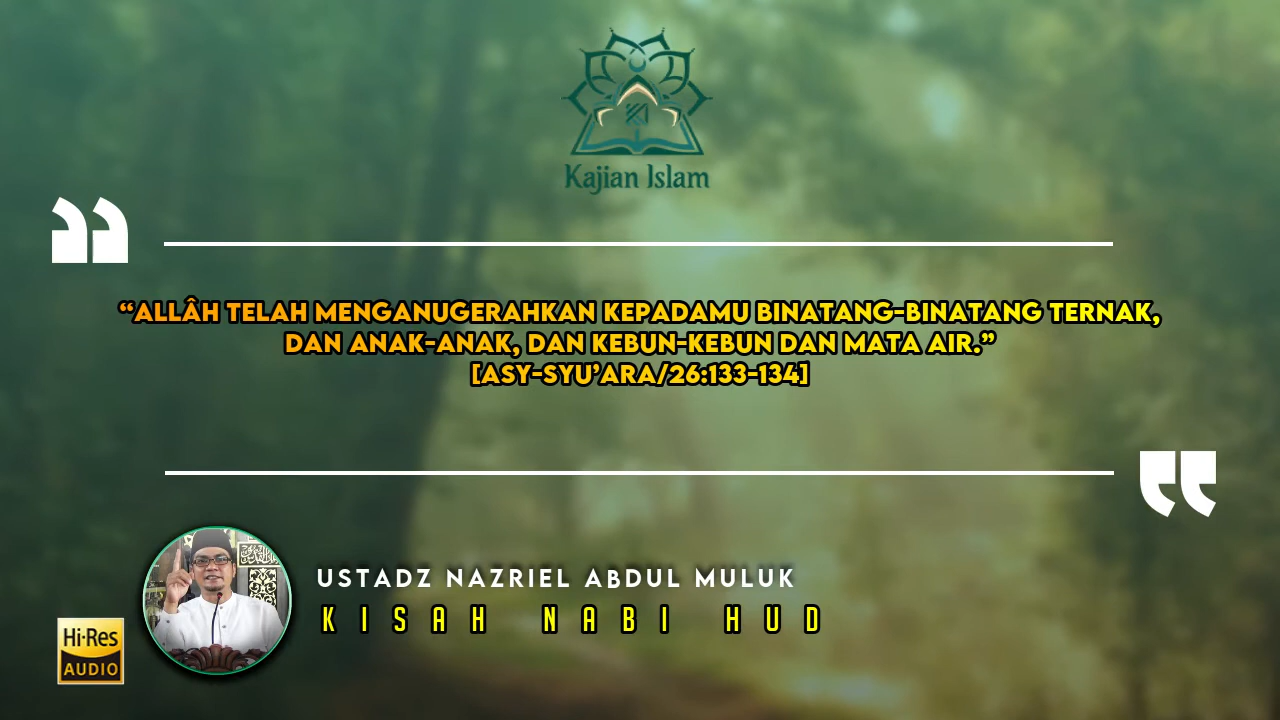 Kajian Islam
“ALLÂH TELAH MENGANUGERAHKAN KEPADAMU BINATANG-BINATANG TERNAK,
DAN ANAK-ANAK, DAN KEBUN-KEBUN DAN MATA AIR.”
[ASY-SYU’ARA/26:133-134]
USTADZ NAZRIEL ABDUL MULUK
KISAH NABI HUD
Hi-Res
AUDIO